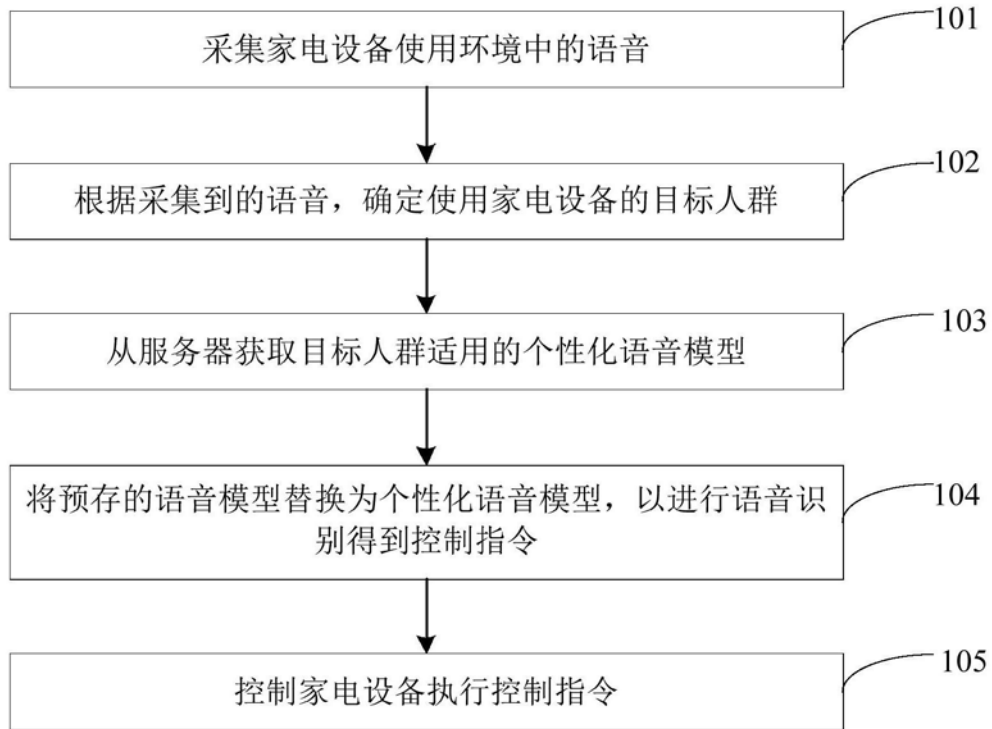 101
采集家电设备使用环境中的语音
102
根据采集到的语音，确定使用家电设备的目标人群
103
从服务器获取目标人群适用的个性化语音模型
104
将预存的语音模型替换为个性化语音模型，以进行语音识
别得到控制指令
105
控制家电设备执行控制指令